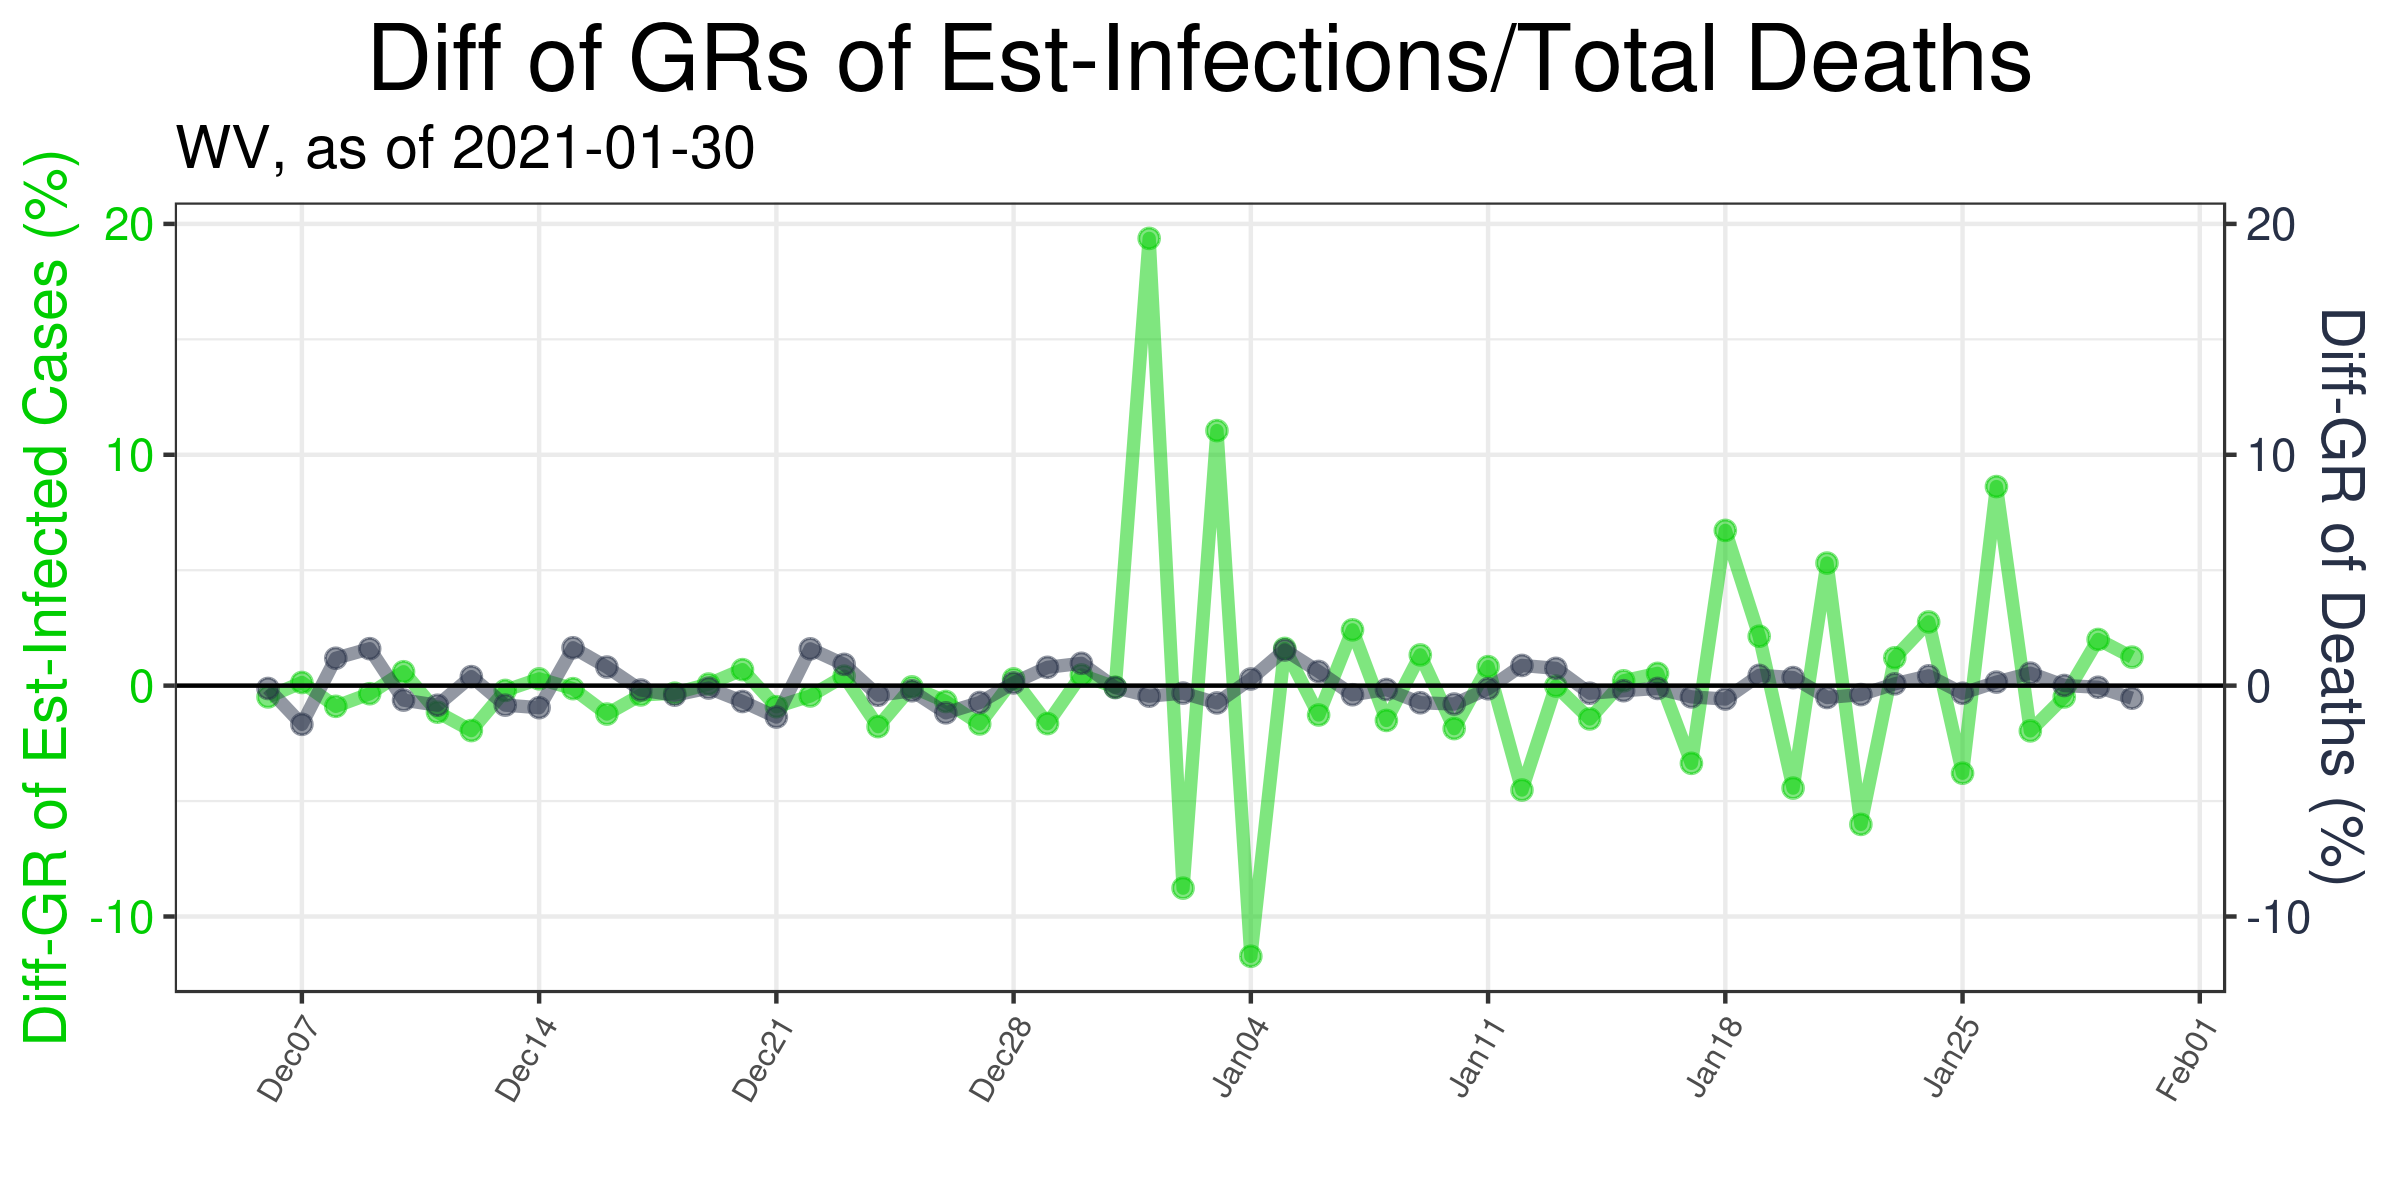 Diff of GRs of Est-Infections/Total Deaths
WV, as of 2021-01-30
Diff-GR of Est-Infected Cases (%)
20
10
0
-10
20
10
0
-10
Diff-GR of Deaths (%)
Dec07
Dec14
Dec21
Dec28
Jan04
Jan11
Jan18
Jan25
Feb01